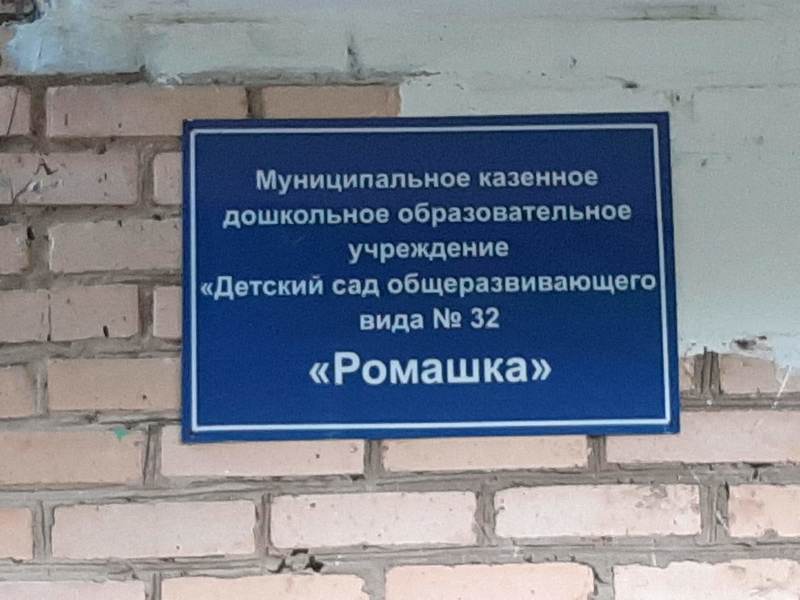 Муниципальное казенное
дошкольное образовательное
учреждение
«Детский сад общеразвивающего
вида № 32
«Ромашка»